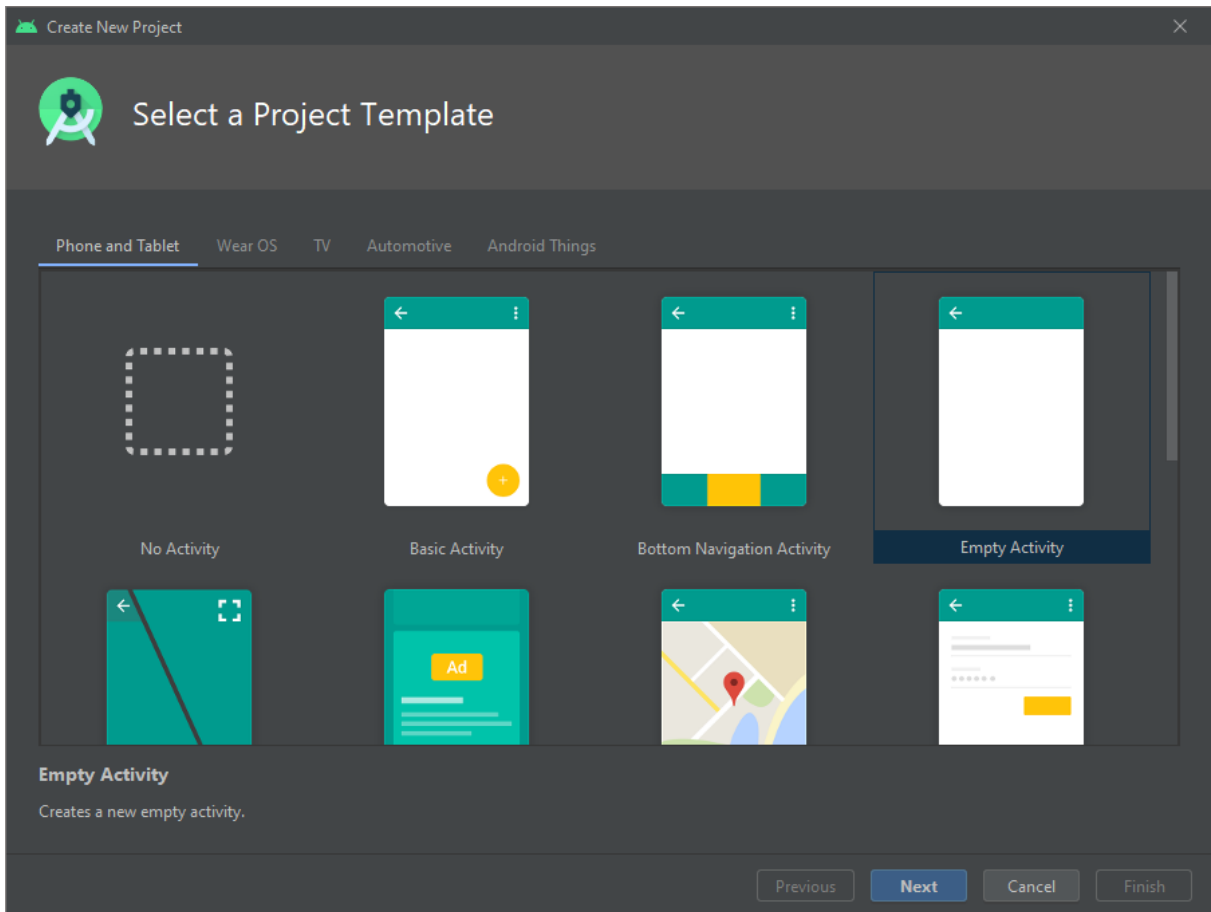 Create New Project
Select a Project Template
Phone and Tablet Wear OS TV Automotive Android Things
No Activity Basic Activity Bottom Navigation Activity Empty Activity
Ad
Empty Activity
Creates a new empty activity.
Previous Next Cancel Finish